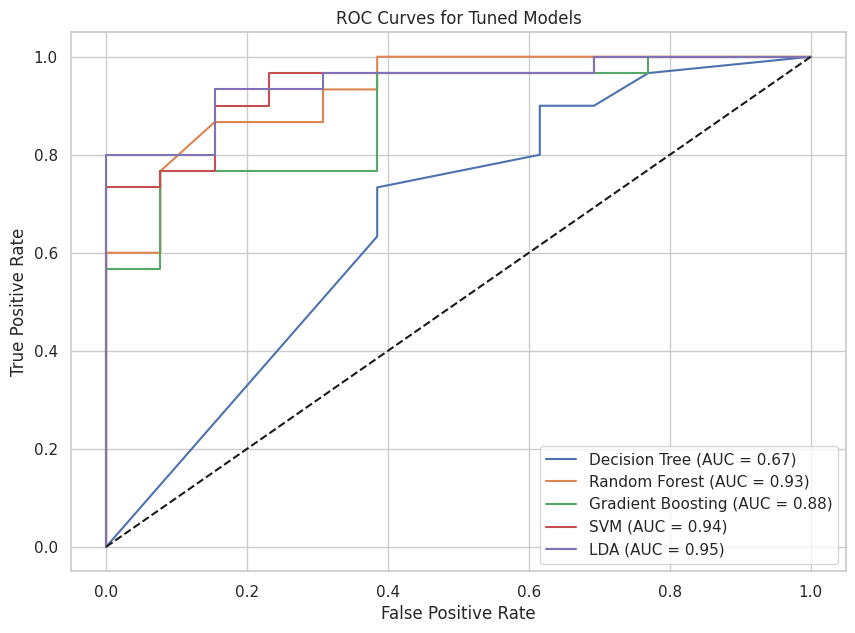 ROC Curves for Tuned Models
True Positive Rate
1.0
0.8
0.6
0.4
0.2
0.0
0.0 0.2 0.4 0.6 0.8 1.0
False Positive Rate
Decision Tree (AUC = 0.67)
Random Forest (AUC = 0.93)
Gradient Boosting (AUC = 0.88)
SVM (AUC = 0.94)
LDA (AUC = 0.95)